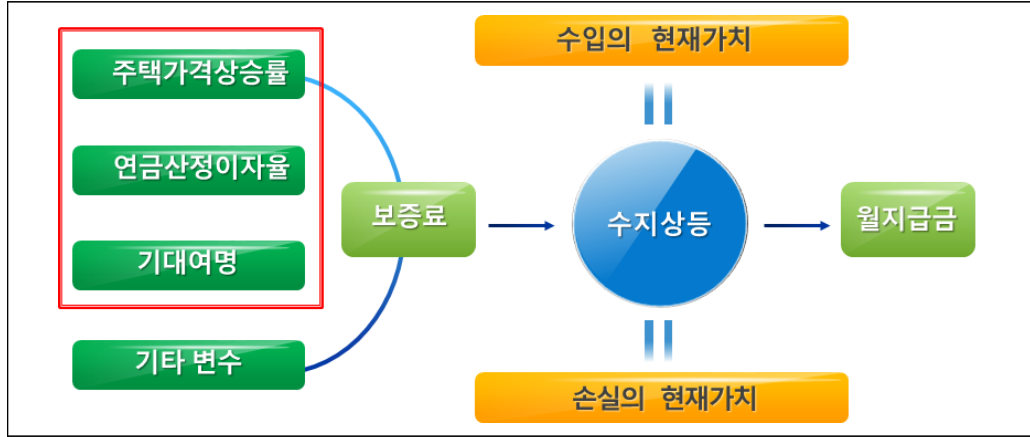 주택가격상승률
연금산정이자율
기대여명
기타 변수
보증료
수입의 현재가치
수지상등
손실의 현재가치
월지급금